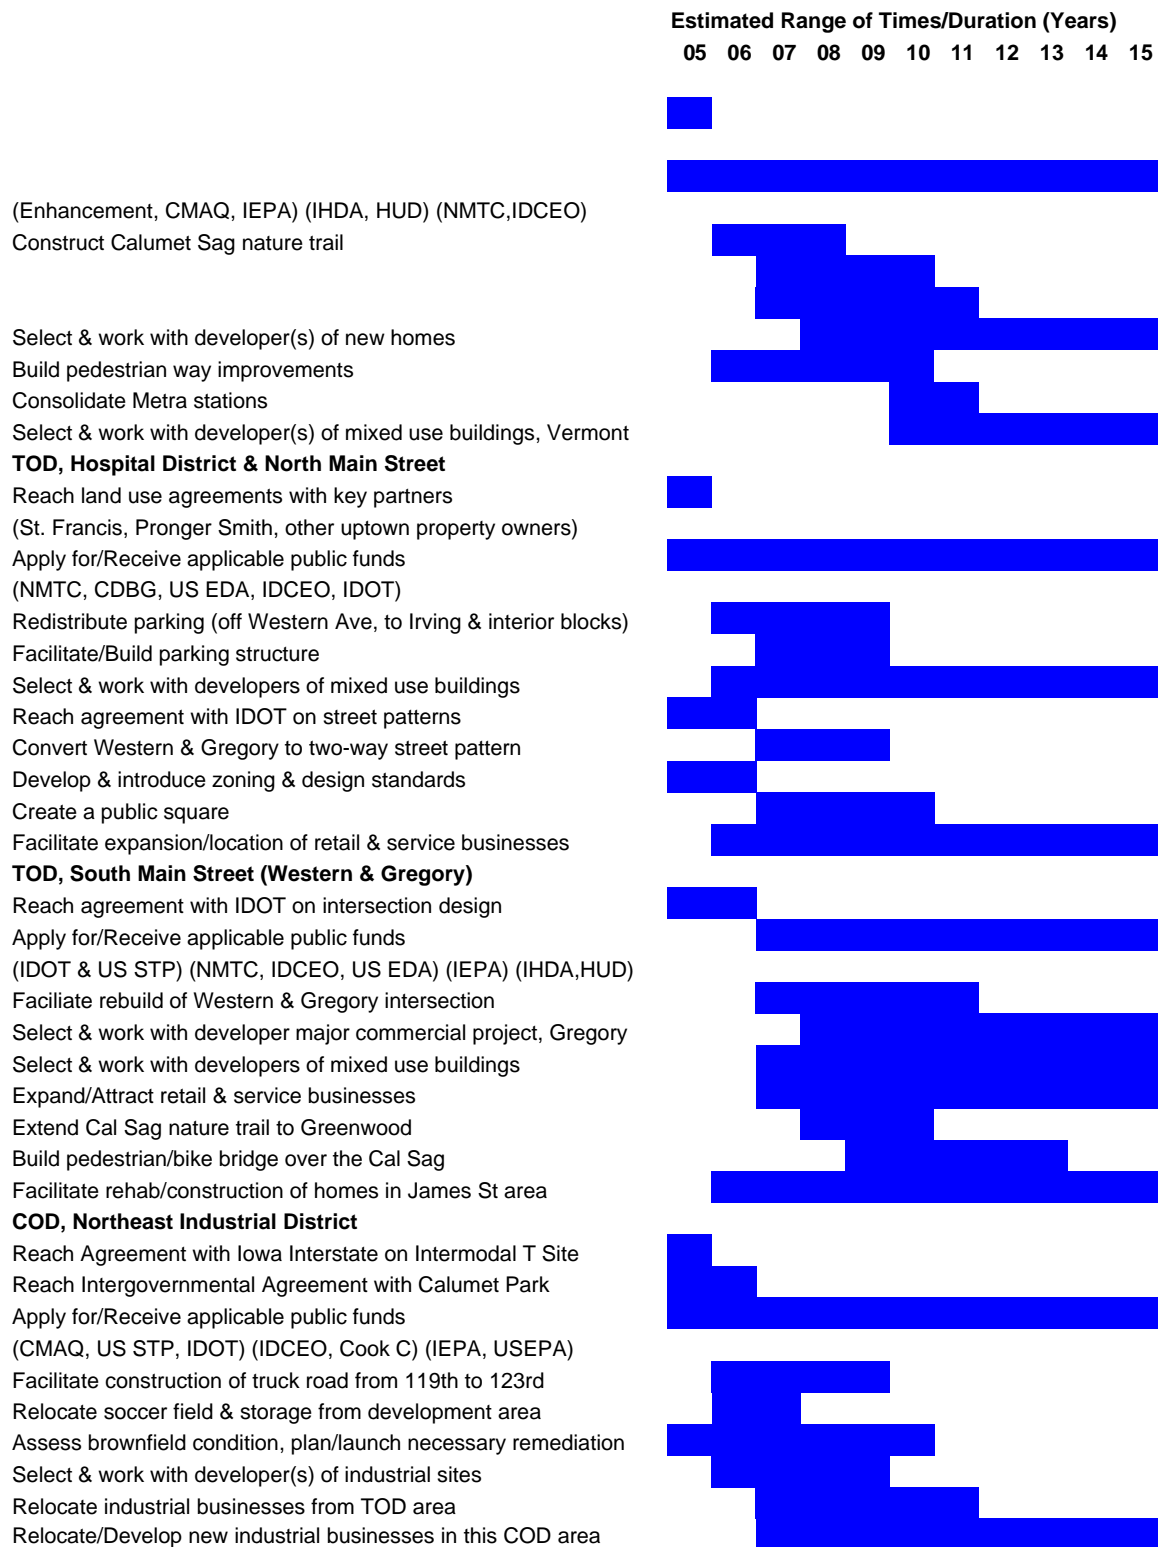 Estimated Range of Times/Duration (Years)
05 06 07 08 09 10 11 12 13 14 15
(Enhancement, CMAQ, IEPA) (IHDA, HUD) (NMTC,IDCEO)
Construct Calumet Sag nature trail
Select & work with developer(s) of new homes
Build pedestrian way improvements
Consolidate Metra stations
Select & work with developer(s) of mixed use buildings, Vermont
TOD, Hospital District & North Main Street
Reach land use agreements with key partners
(St. Francis, Pronger Smith, other uptown property owners)
Apply for/Receive applicable public funds
(NMTC, CDBG, US EDA, IDCEO, IDOT)
Redistribute parking (off Western Ave, to Irving & interior blocks)
Facilitate/Build parking structure
Select & work with developers of mixed use buildings
Reach agreement with IDOT on street patterns
Convert Western & Gregory to two-way street pattern
Develop & introduce zoning & design standards
Create a public square
Facilitate expansion/location of retail & service businesses
TOD, South Main Street (Western & Gregory)
Reach agreement with IDOT on intersection design
Apply for/Receive applicable public funds
(IDOT & US STP) (NMTC, IDCEO, US EDA) (IEPA) (IHDA,HUD)
Faciliate rebuild of Western & Gregory intersection
Select & work with developer major commercial project, Gregory
Select & work with developers of mixed use buildings
Expand/Attract retail & service businesses
Extend Cal Sag nature trail to Greenwood
Build pedestrian/bike bridge over the Cal Sag
Facilitate rehab/construction of homes in James St area
COD, Northeast Industrial District
Reach Agreement with Iowa Interstate on Intermodal T Site
Reach Intergovernmental Agreement with Calumet Park
Apply for/Receive applicable public funds
(CMAQ, US STP, IDOT) (IDCEO, Cook C) (IEPA, USEPA)
Facilitate construction of truck road from 119th to 123rd
Relocate soccer field & storage from development area
Assess brownfield condition, plan/launch necessary remediation
Select & work with developer(s) of industrial sites
Relocate industrial businesses from TOD area
Relocate/Develop new industrial businesses in this COD area